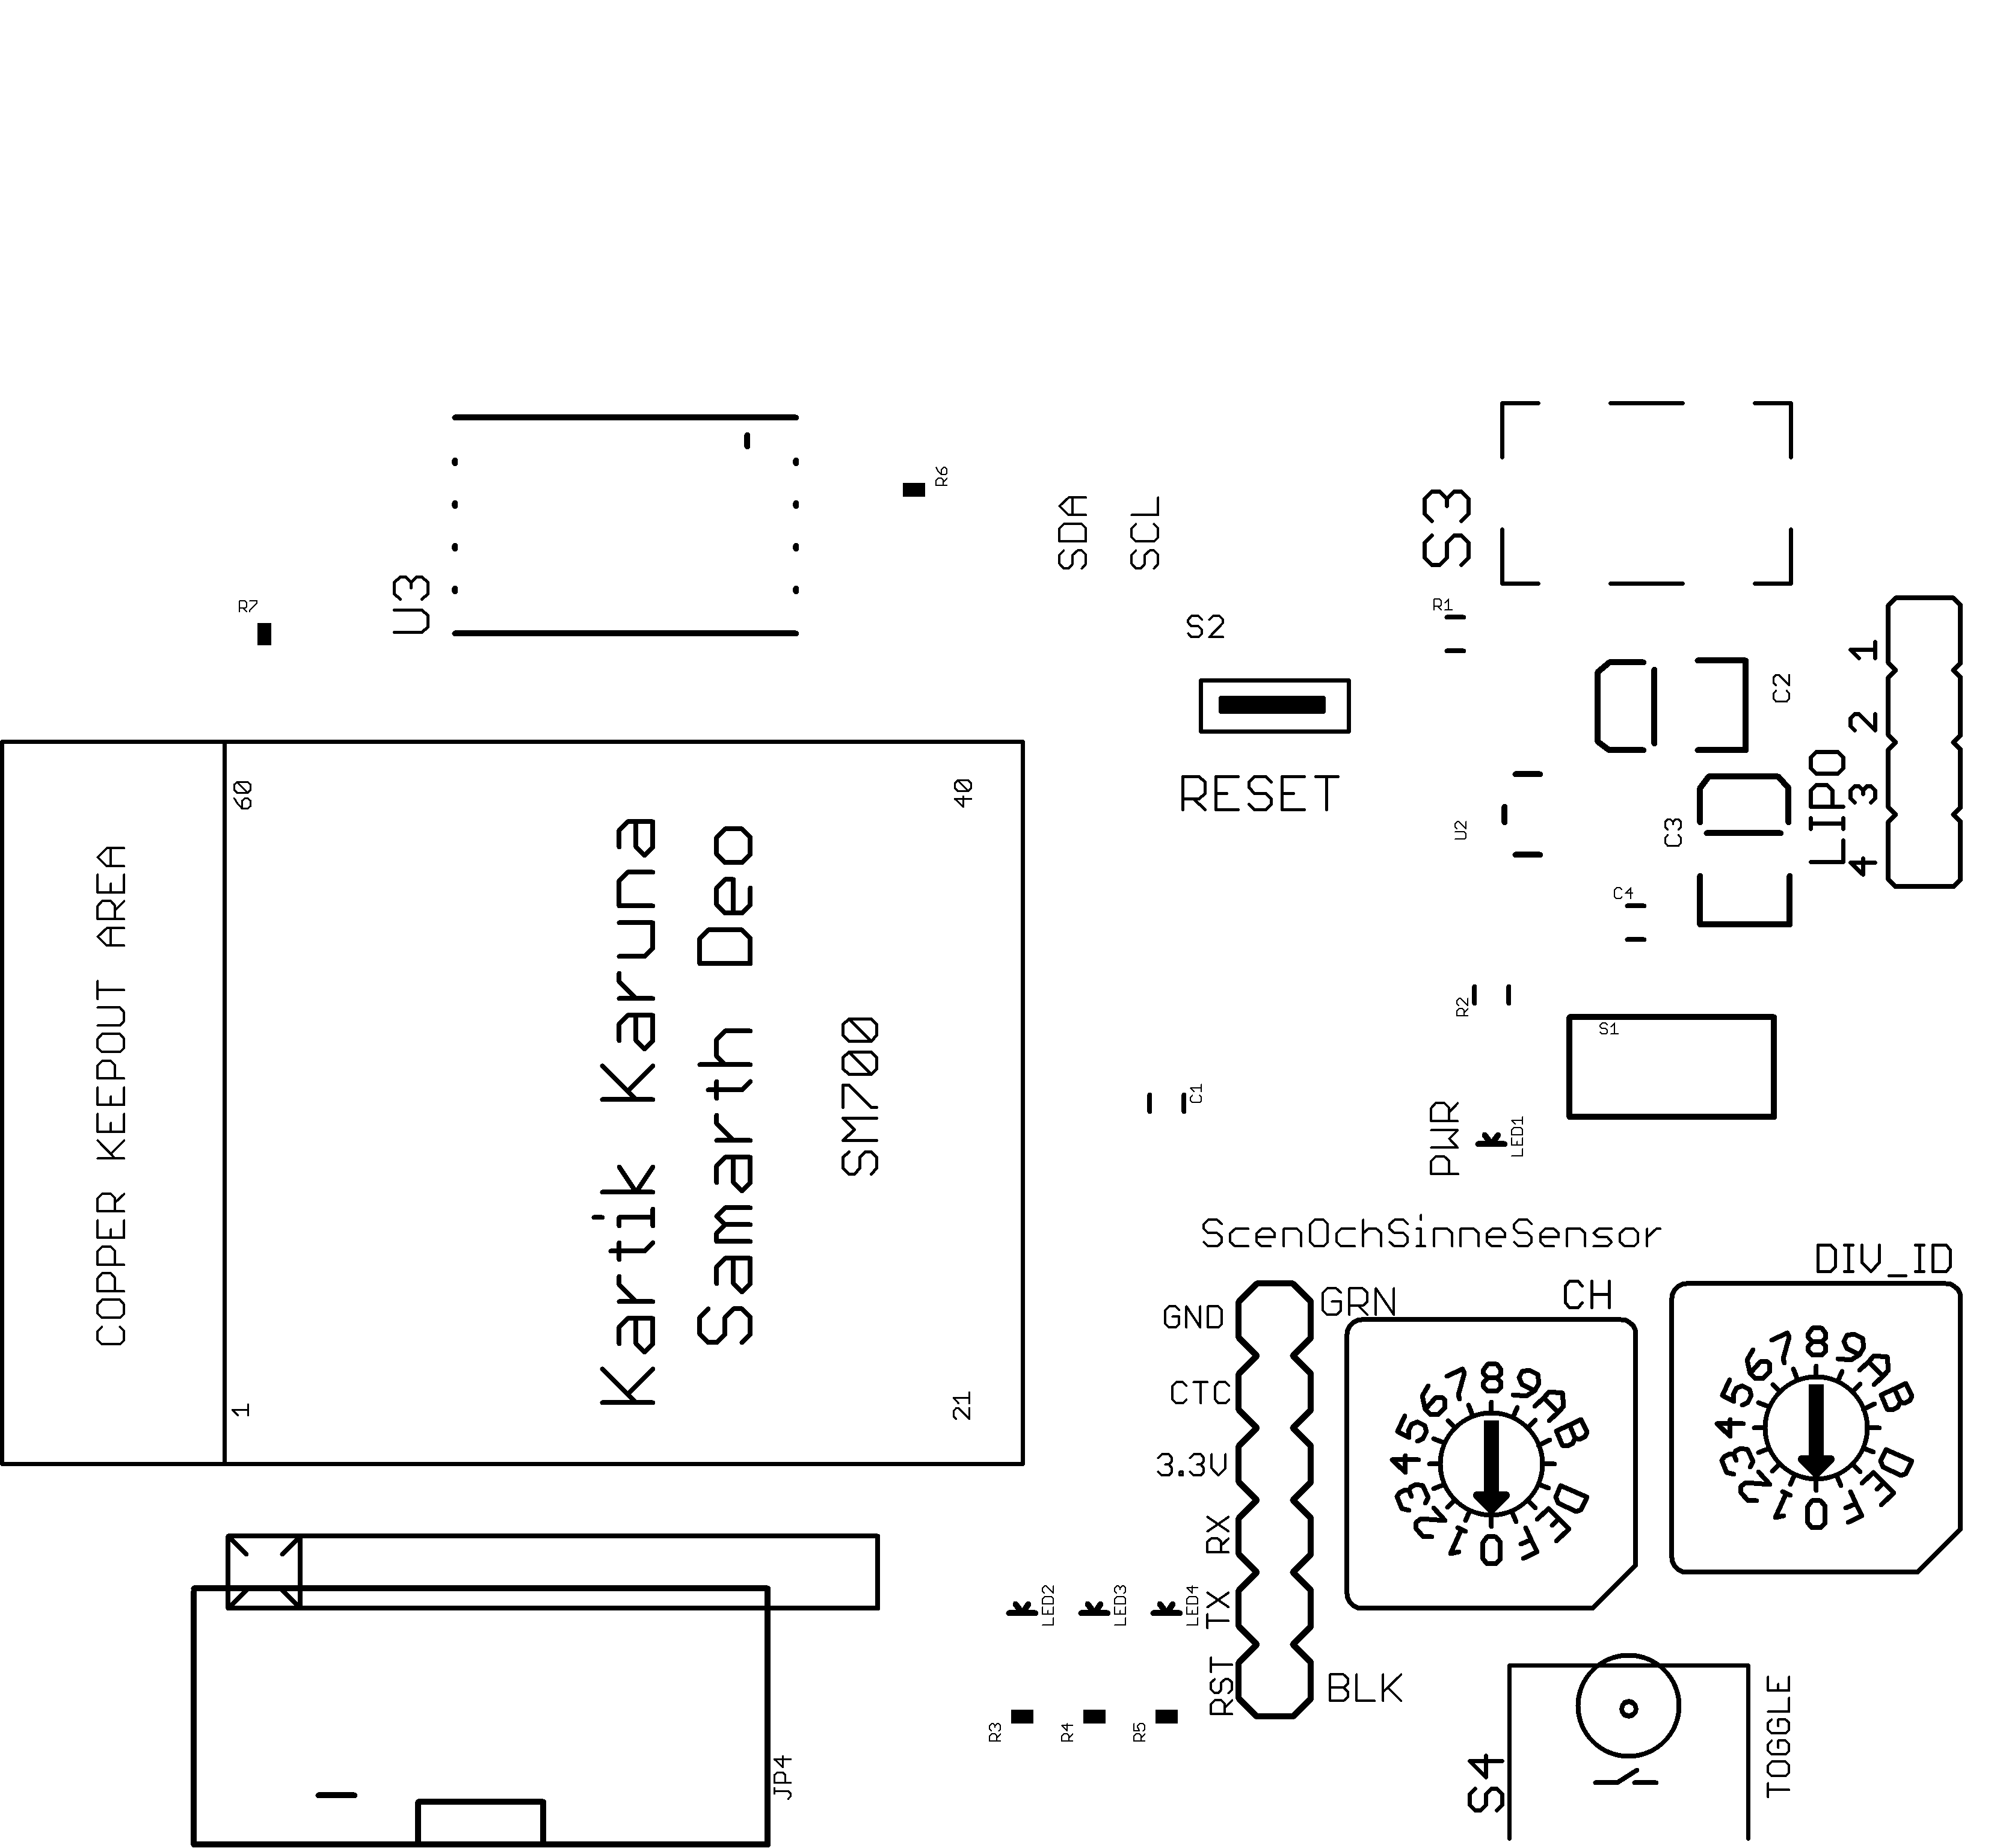 U3
R7
R6
SDA
SCL
S3
R1
S2
RESET
C2
1
2
3
4
LIPO
C3
U2
C4
R2
S1
C1
PWR
LED1
COPPER KEEPOUT AREA
60
40
1
21
Kartik Karuna
Samarth Deo
SM700
ScenOchSinneSensor
DIV_ID
CH
GRN
GND
CTC
3.3V
RX
TX
RST
BLK
0 1 2 3 4 5 6 7 8 9 A B D E F
0 1 2 3 4 5 6 7 8 9 A B D E F
LED2
LED3
LED4
R3
R4
R5
JP4
S4
TOGGLE